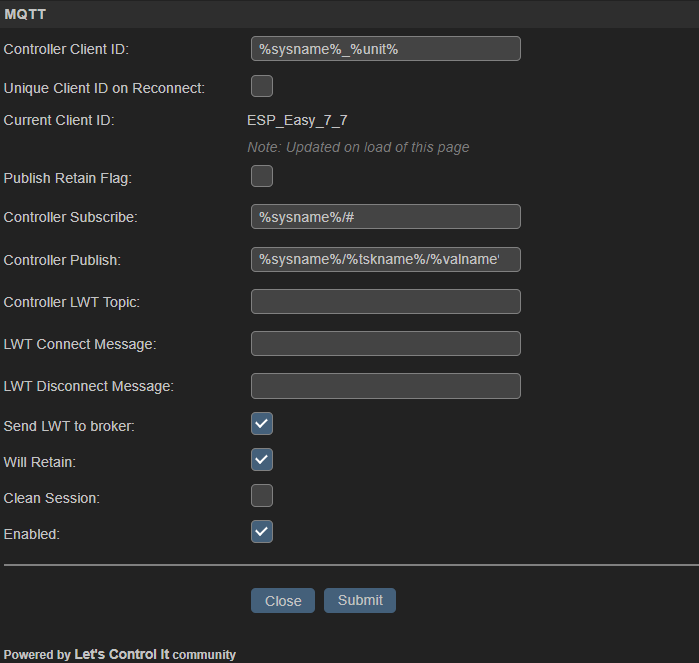 MQTT
Controller Client ID: %sysname%_%unit%
Unique Client ID on Reconnect:
Current Client ID: ESP_Easy_7_7
Note: Updated on load of this page
Publish Retain Flag:
Controller Subscribe: %sysname%/#
Controller Publish: %sysname%/%tskname%/%valname
Controller LWT Topic:
LWT Connect Message:
LWT Disconnect Message:
Send LWT to broker:
Will Retain:
Clean Session:
Enabled:
Close Submit
Powered by Let's Control It community